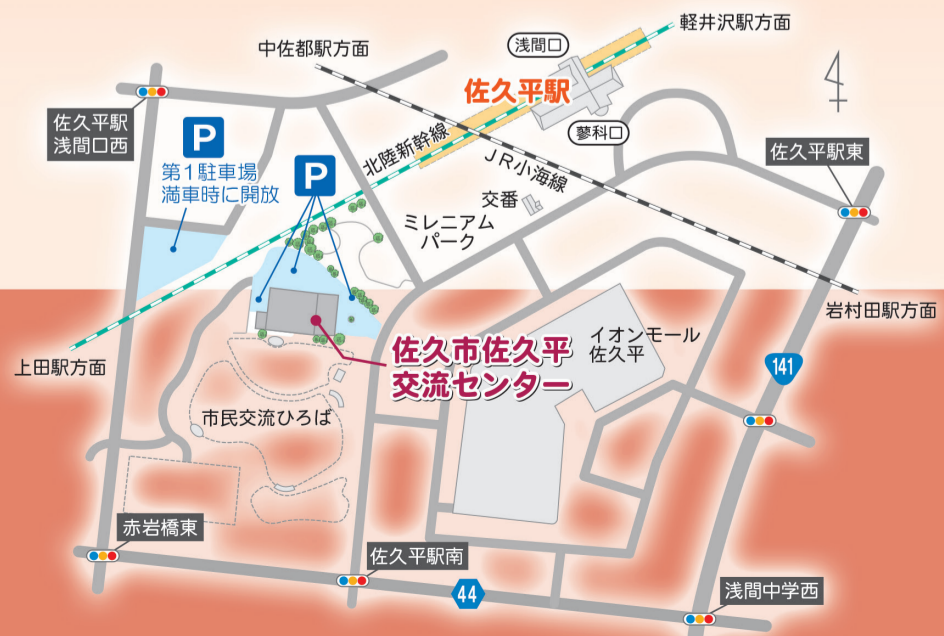 軽井沢駅方面
浅間口
中佐都駅方面
佐久平駅
佐久平駅
浅間口西
P
第1駐車場
満車時に開放
P
北陸新幹線
蓼科口
JR小海線
佐久平駅東
交番
ミレニアム
パーク
岩村田駅方面
イオンモール
佐久平
佐久市佐久平
交流センター
上田駅方面
141
市民交流ひろば
赤岩橋東
佐久平駅南
44
浅間中学西